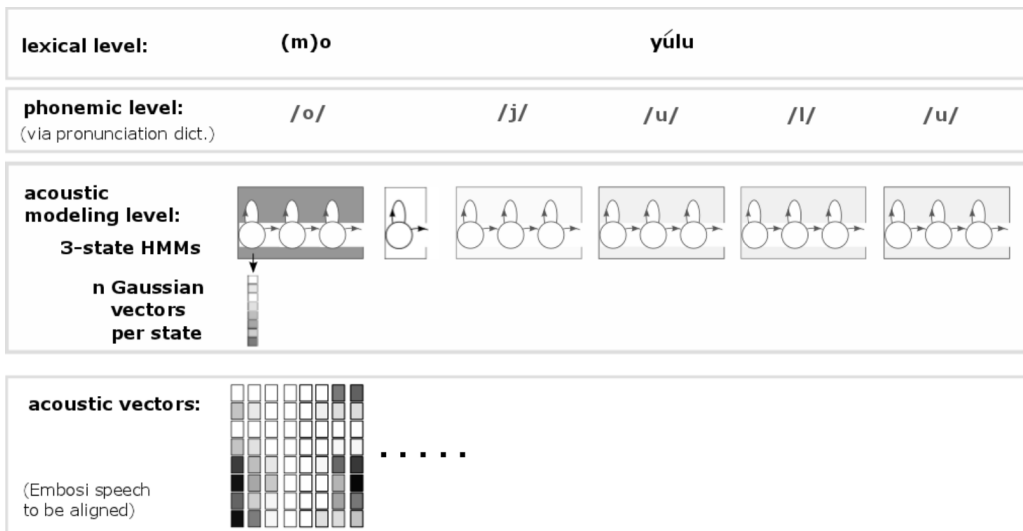 lexical level: (m)o yúlu
phonemic level: /o/ /j/ /u/ /l/ /u/
(via pronunciation dict.)
acoustic
modeling level:
3-state HMMs
n Gaussian
vectors
per state
acoustic vectors:
. . . . .
(Embosi speech
to be aligned)